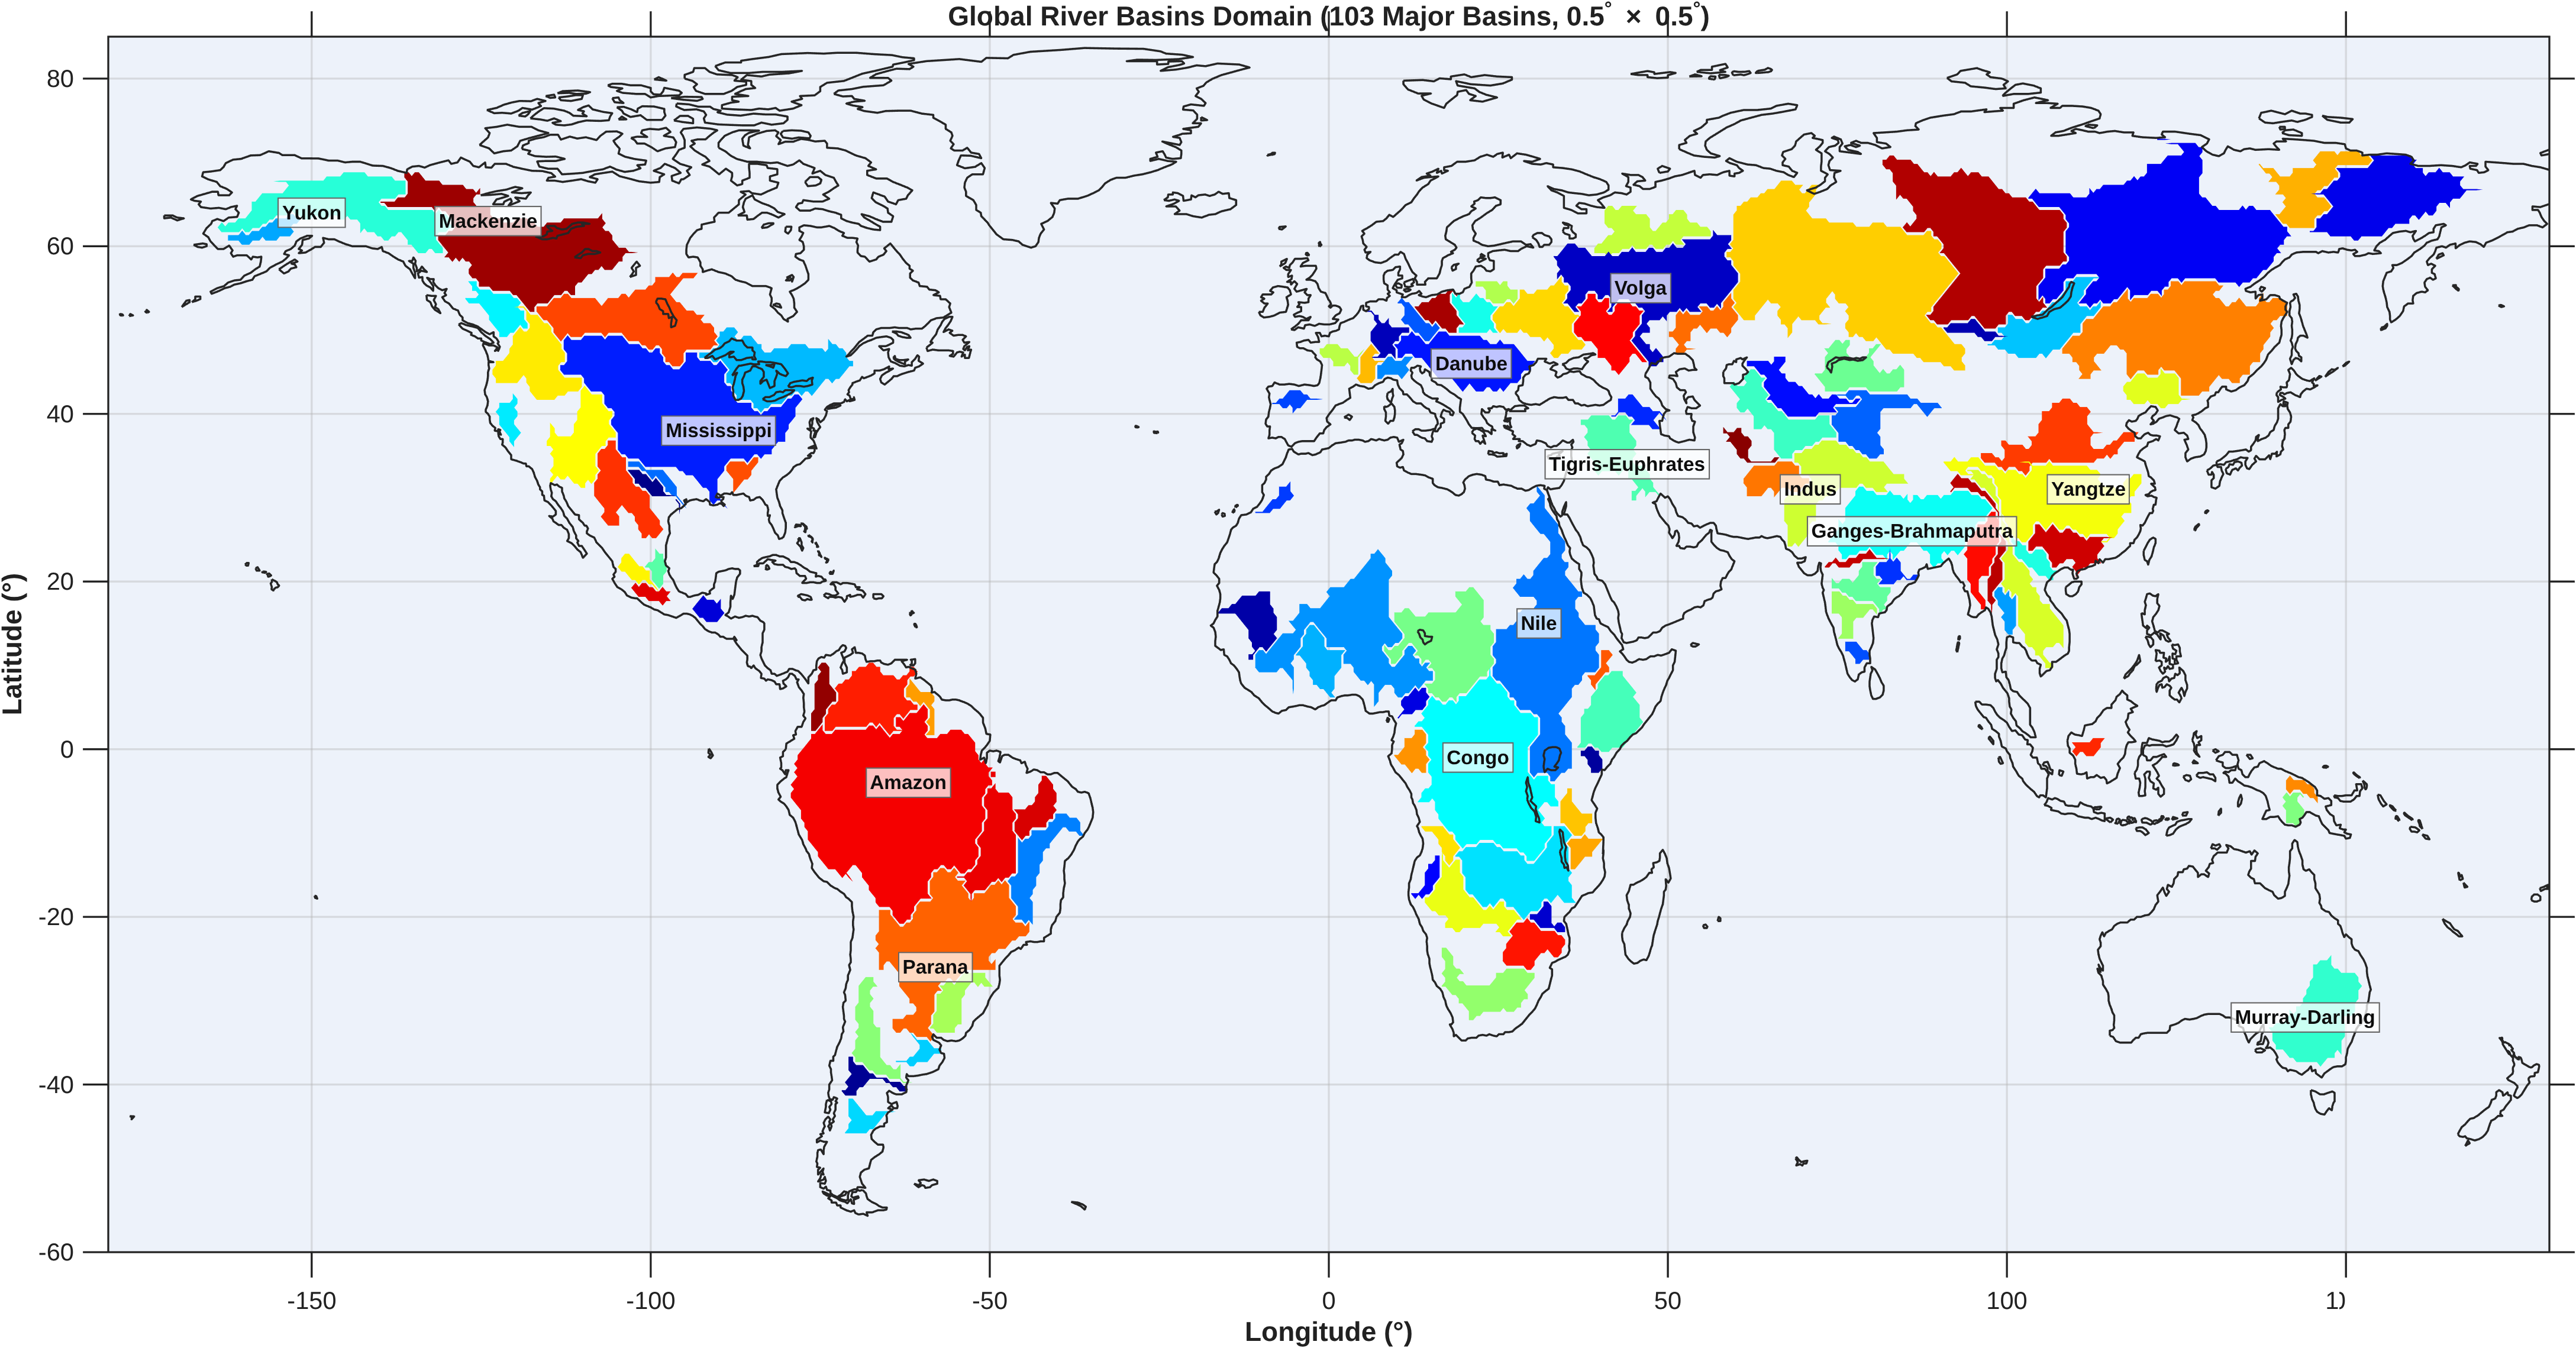 Global River Basins Domain (103 Major Basins, 0.5° × 0.5°)
80
60
40
20
0
-20
-40
-60
Latitude (°)
Yukon
Mackenzie
Volga
Danube
Mississippi
Tigris-Euphrates
Indus
Yangtze
Ganges-Brahmaputra
Nile
Congo
Amazon
Parana
Murray-Darling
-150
-100
-50
0
50
100
Longitude (°)